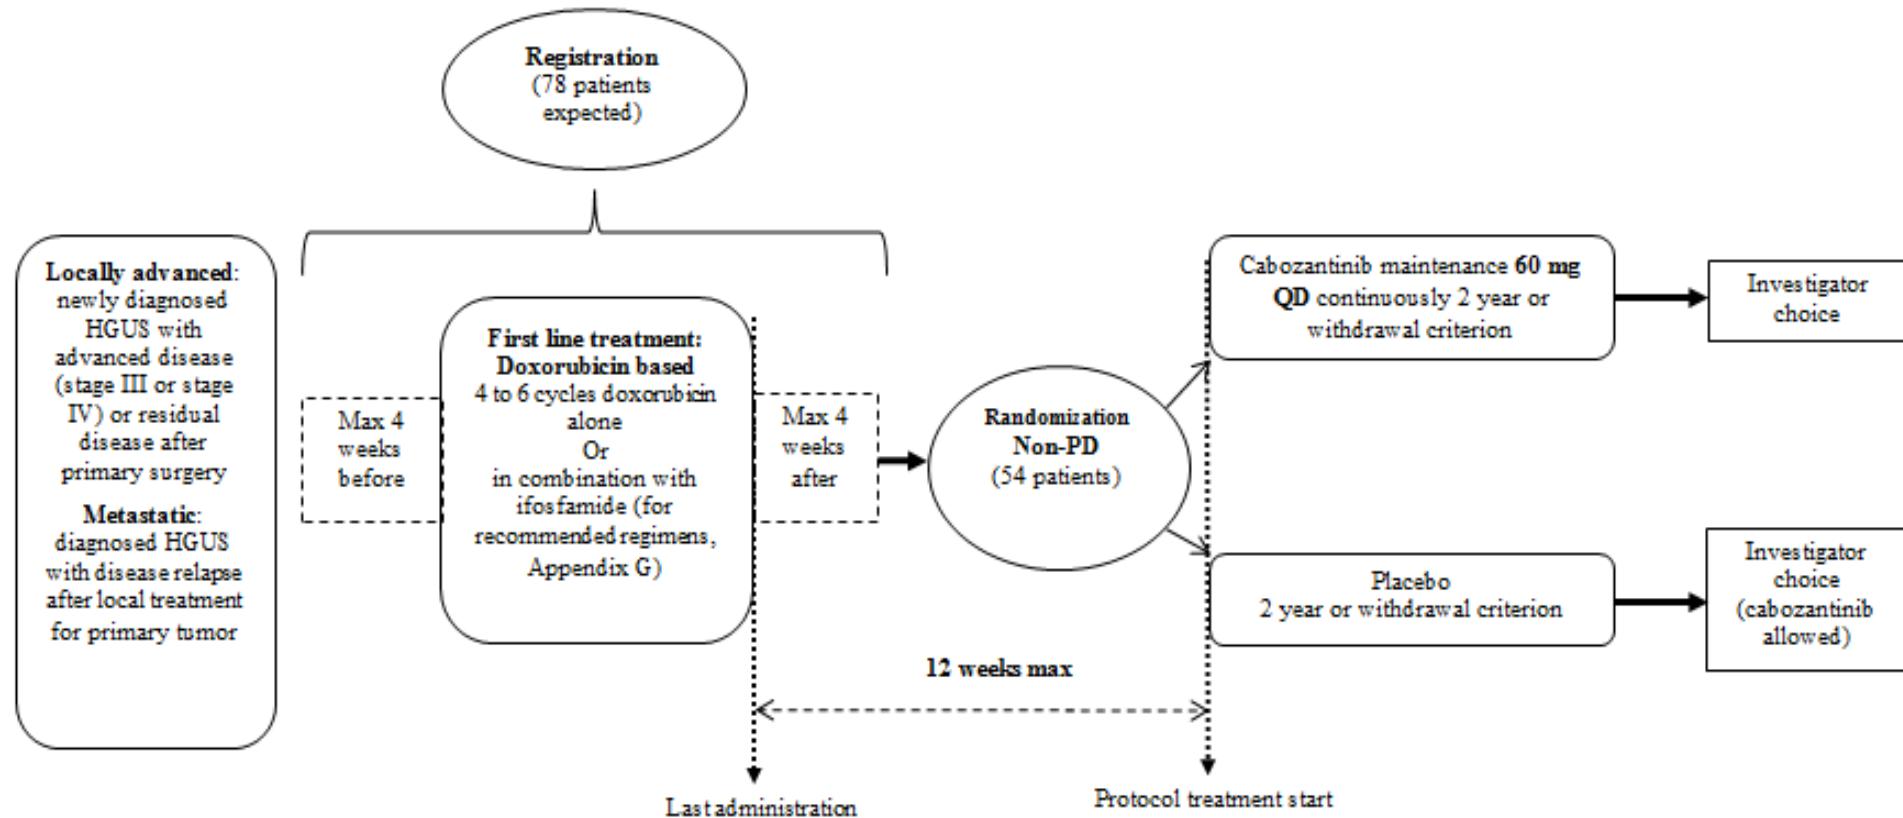 Registration
(78 patients
expected)
Locally advanced:
newly diagnosed
HGUS with
advanced disease
(stage III or stage
IV) or residual
disease after
primary surgery
Metastatic:
diagnosed HGUS
with disease relapse
after local treatment
for primary tumor
Max 4
weeks
before
First line treatment:
Doxorubicin based
4 to 6 cycles doxorubicin
alone
Or
in combination with
ifosfamide (for
recommended regimens,
Appendix G)
Max 4
weeks
after
Randomization
Non-PD
(54 patients)
Cabozantinib maintenance 60 mg
QD continuously 2 year or
withdrawal criterion
Investigator
choice
Placebo
2 year or withdrawal criterion
Investigator
choice
(cabozantinib
allowed)
12 weeks max
Last administration
Protocol treatment start